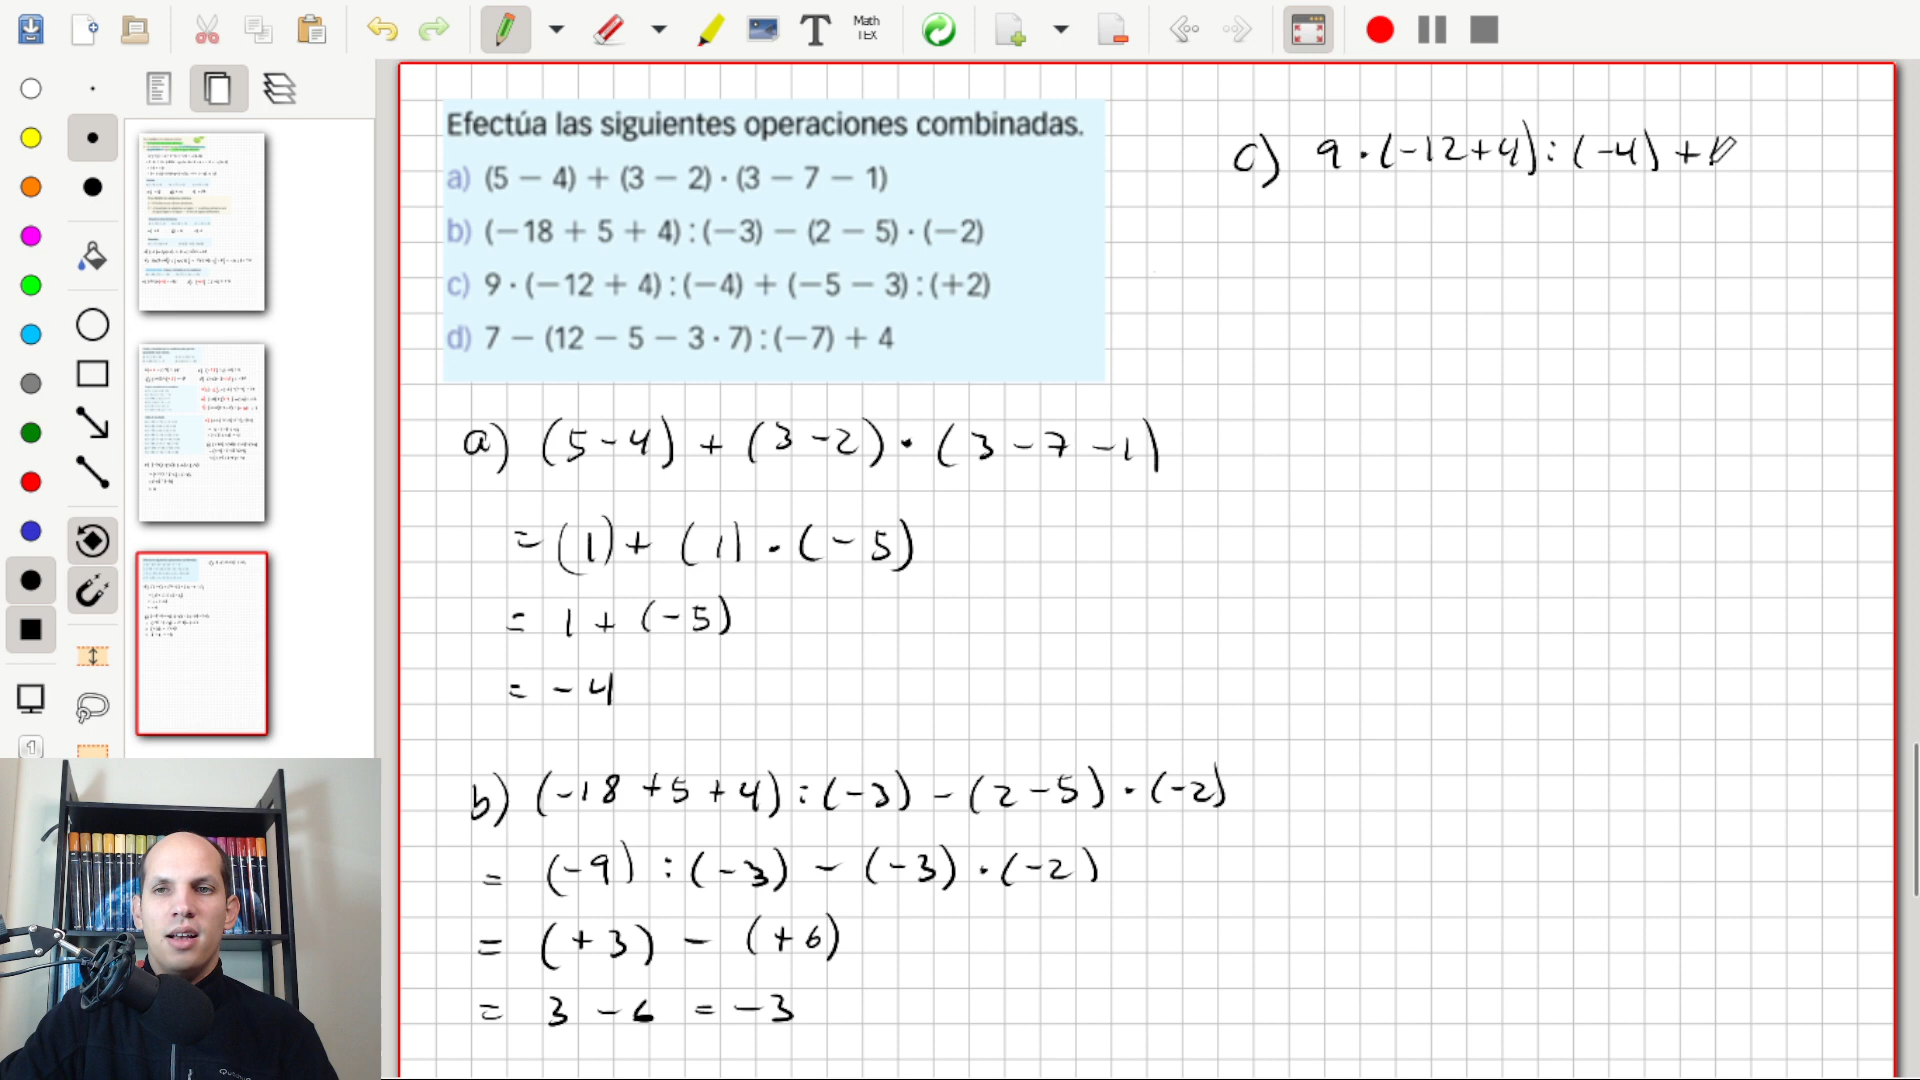 Math
TEX
Efectúa las siguientes operaciones combinadas.
a) (5 − 4) + (3 − 2) · (3 − 7 − 1)
b) (−18 + 5 + 4) : (−3) − (2 − 5) · (−2)
c) 9 · (−12 + 4) : (−4) + (−5 − 3) : (+2)
d) 7 − (12 − 5 − 3 · 7) : (−7) + 4
c) 9 · (-12+4) : (-4) +
a) (5-4) + (3-2) · (3-7-1)
= (1) + (1) · (-5)
= 1 + (-5)
= -4
b) (-18 +5 +4) : (-3) - (2-5) · (-2)
= (-9) : (-3) - (-3) · (-2)
= (+3) - (+6)
= 3 - 6 = -3
1